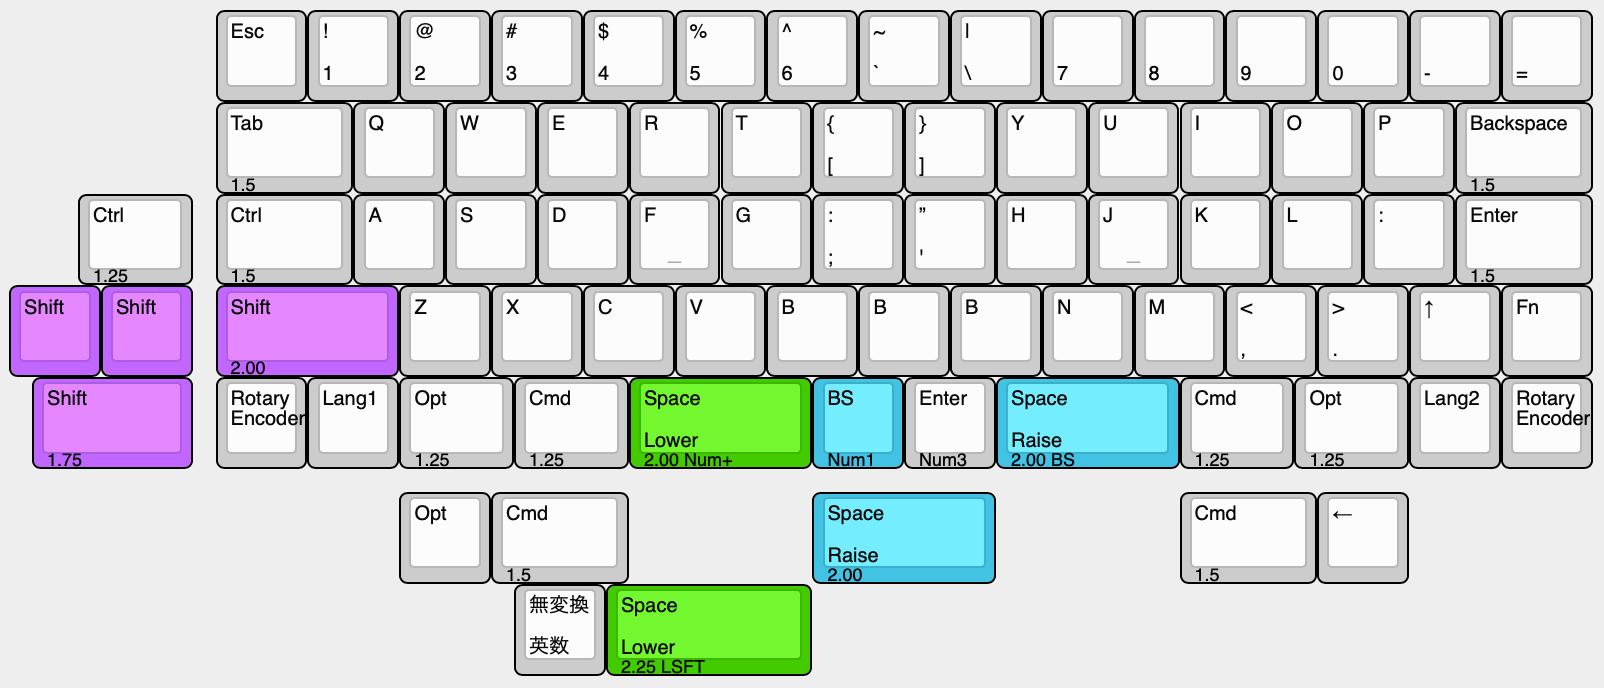 Esc ! @ # $ % ^ ~ |
1 2 3 4 5 6 ` \ 7 8 9 0 - =
Tab Q W E R T { } Y U I O P Backspace
[ ]
1.5 1.5
Ctrl Ctrl A S D F G : ” H J K L : Enter
_ ; ' _
1.25 1.5 1.5
Shift Shift Shift Z X C V B B B N M < > ↑ Fn
, .
2.00
Shift Rotary Lang1 Opt Cmd Space BS Enter Space Cmd Opt Lang2 Rotary
Encoder Encoder
Lower Raise
1.75 1.25 1.25 2.00 Num+ Num1 Num3 2.00 BS 1.25 1.25
Opt Cmd Space Cmd ←
Raise
1.5 2.00 1.5
無変換 Space
英数 Lower
2.25 LSFT